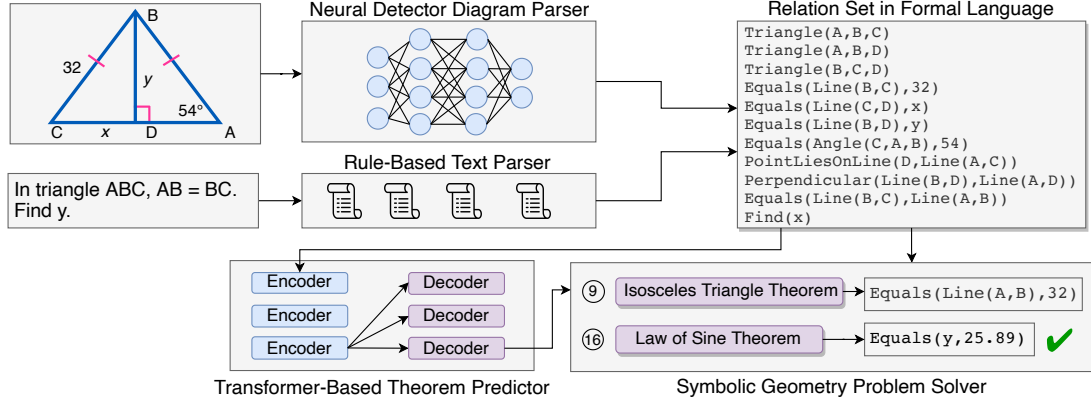 Neural Detector Diagram Parser
Relation Set in Formal Language
B
32
y
54°
C
x
D
A
Triangle(A,B,C)
Triangle(A,B,D)
Triangle(B,C,D)
Equals(Line(B,C),32)
Equals(Line(C,D),x)
Equals(Line(B,D),y)
Equals(Angle(C,A,B),54)
PointLiesOnLine(D,Line(A,C))
Perpendicular(Line(B,D),Line(A,D))
Equals(Line(B,C),Line(A,B))
Find(x)
Rule-Based Text Parser
In triangle ABC, AB = BC.
Find y.
Encoder
Decoder
Encoder
Decoder
Encoder
Decoder
Transformer-Based Theorem Predictor
9
Isosceles Triangle Theorem
Equals(Line(A,B),32)
16
Law of Sine Theorem
Equals(y,25.89)
Symbolic Geometry Problem Solver